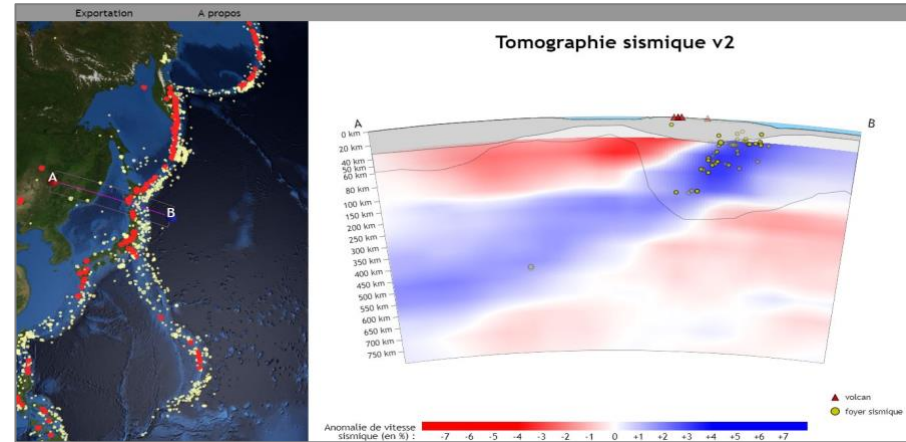 Exportation A propos
Tomographie sismique v2
A
B
A
B
0 km
20 km
40 km
50 km
60 km
80 km
100 km
150 km
200 km
250 km
300 km
350 km
400 km
450 km
500 km
550 km
600 km
650 km
700 km
750 km
volcan
foyer sismique
Anomalie de vitesse
sismique (en %) :
-7 -6 -5 -4 -3 -2 -1 0 +1 +2 +3 +4 +5 +6 +7